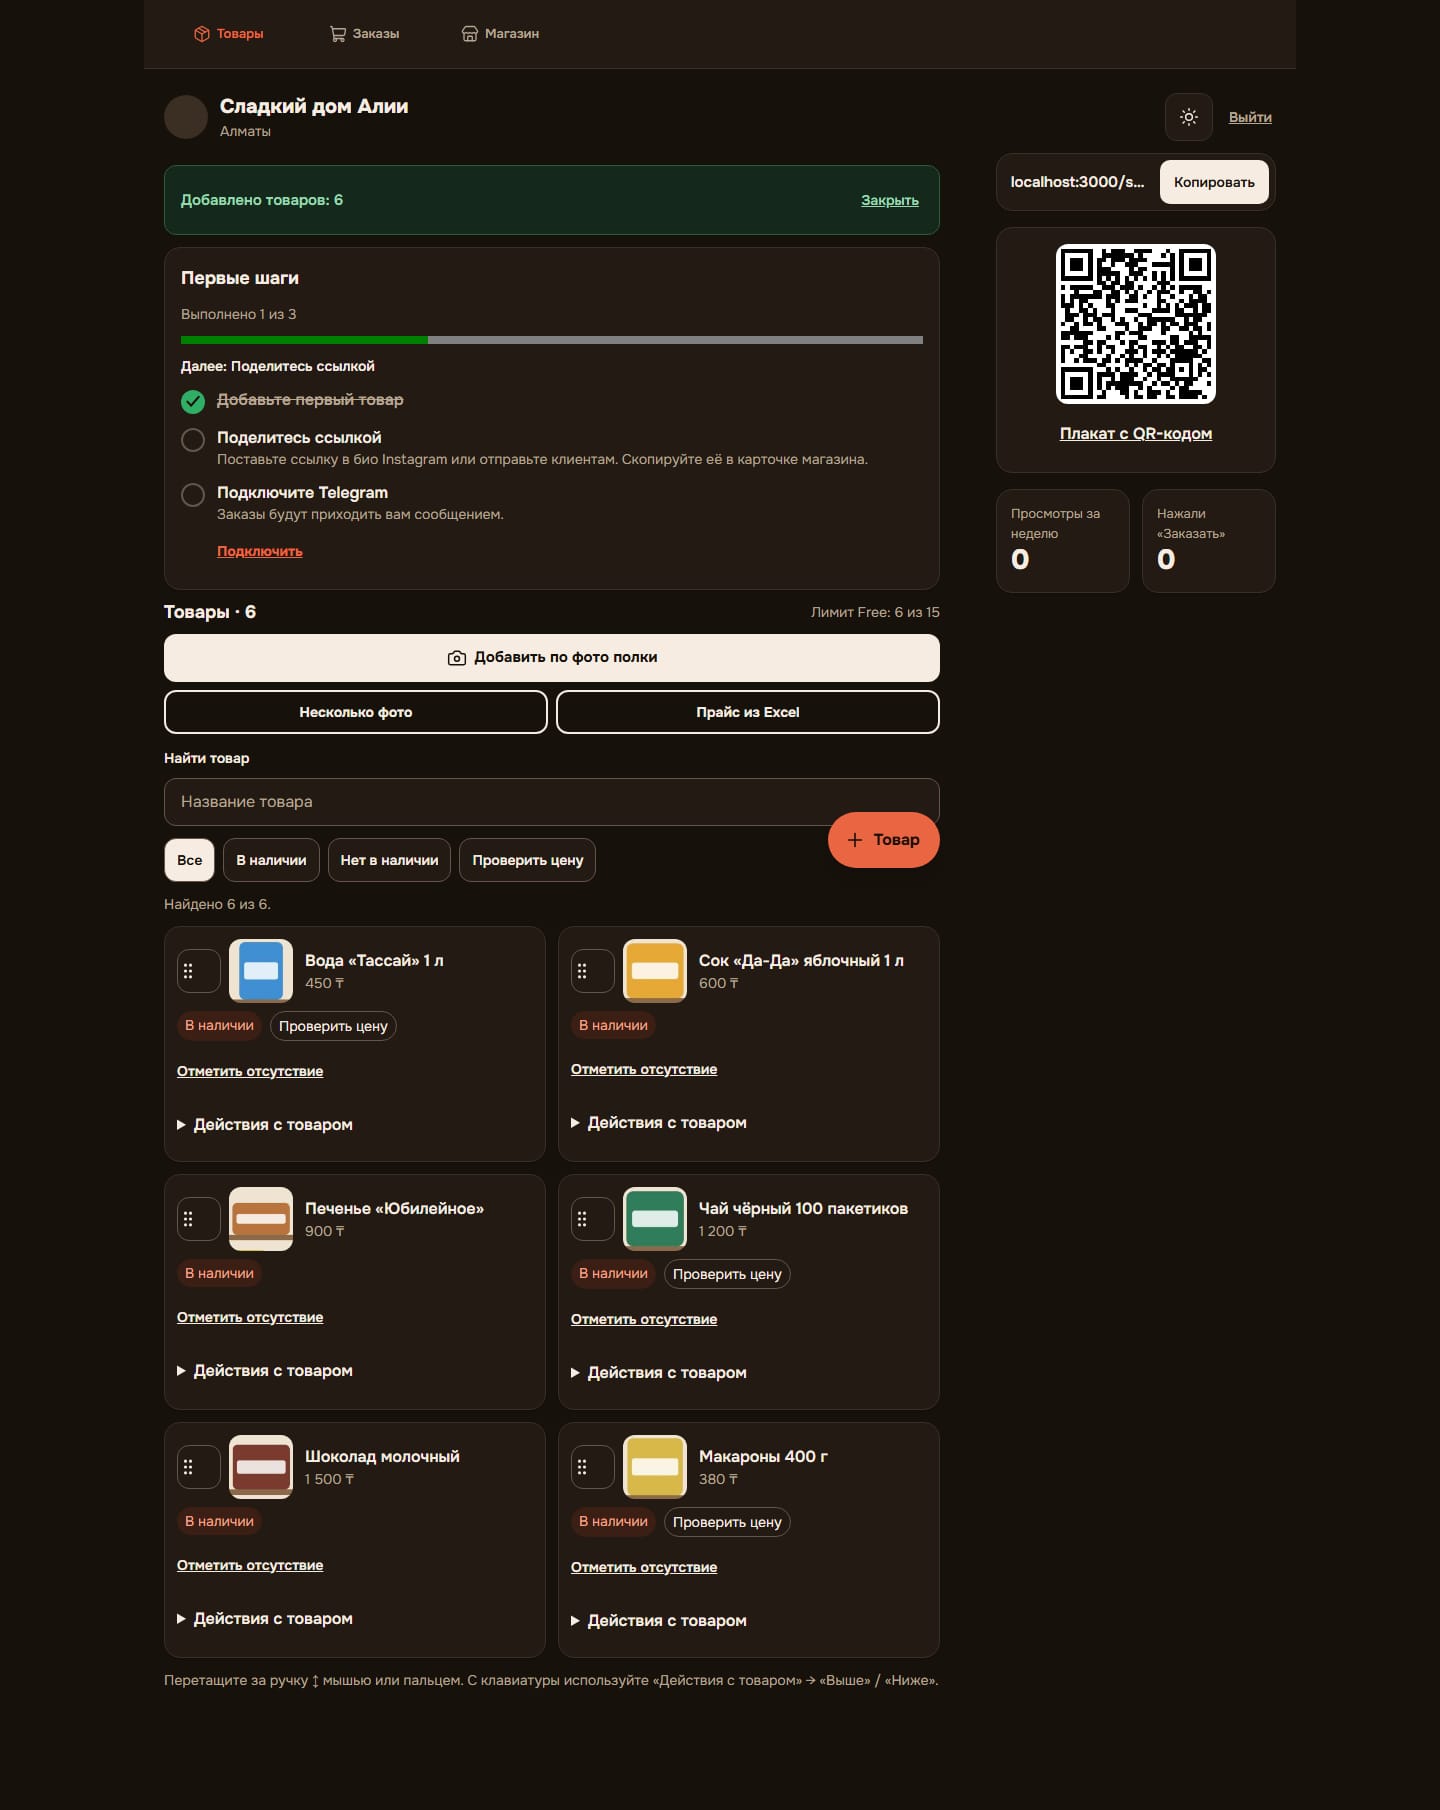 Товары
Заказы
Магазин
Сладкий дом Алии
Алматы
Выйти
localhost:3000/s...
Копировать
Добавлено товаров: 6
Закрыть
Первые шаги
Выполнено 1 из 3
Далее: Поделитесь ссылкой
Добавьте первый товар
Поделитесь ссылкой
Поставьте ссылку в био Instagram или отправьте клиентам. Скопируйте её в карточке магазина.
Подключите Telegram
Заказы будут приходить вам сообщением.
Подключить
Плакат с QR-кодом
Просмотры за
неделю
0
Нажали
«Заказать»
0
Товары · 6
Лимит Free: 6 из 15
Добавить по фото полки
Несколько фото
Прайс из Excel
Найти товар
Название товара
+ Товар
Все
В наличии
Нет в наличии
Проверить цену
Найдено 6 из 6.
Вода «Тассай» 1 л
450 ₸
В наличии
Проверить цену
Отметить отсутствие
Действия с товаром
Сок «Да-Да» яблочный 1 л
600 ₸
В наличии
Отметить отсутствие
Действия с товаром
Печенье «Юбилейное»
900 ₸
В наличии
Отметить отсутствие
Действия с товаром
Чай чёрный 100 пакетиков
1 200 ₸
В наличии
Проверить цену
Отметить отсутствие
Действия с товаром
Шоколад молочный
1 500 ₸
В наличии
Отметить отсутствие
Действия с товаром
Макароны 400 г
380 ₸
В наличии
Проверить цену
Отметить отсутствие
Действия с товаром
Перетащите за ручку ↕ мышью или пальцем. С клавиатуры используйте «Действия с товаром» → «Выше» / «Ниже».